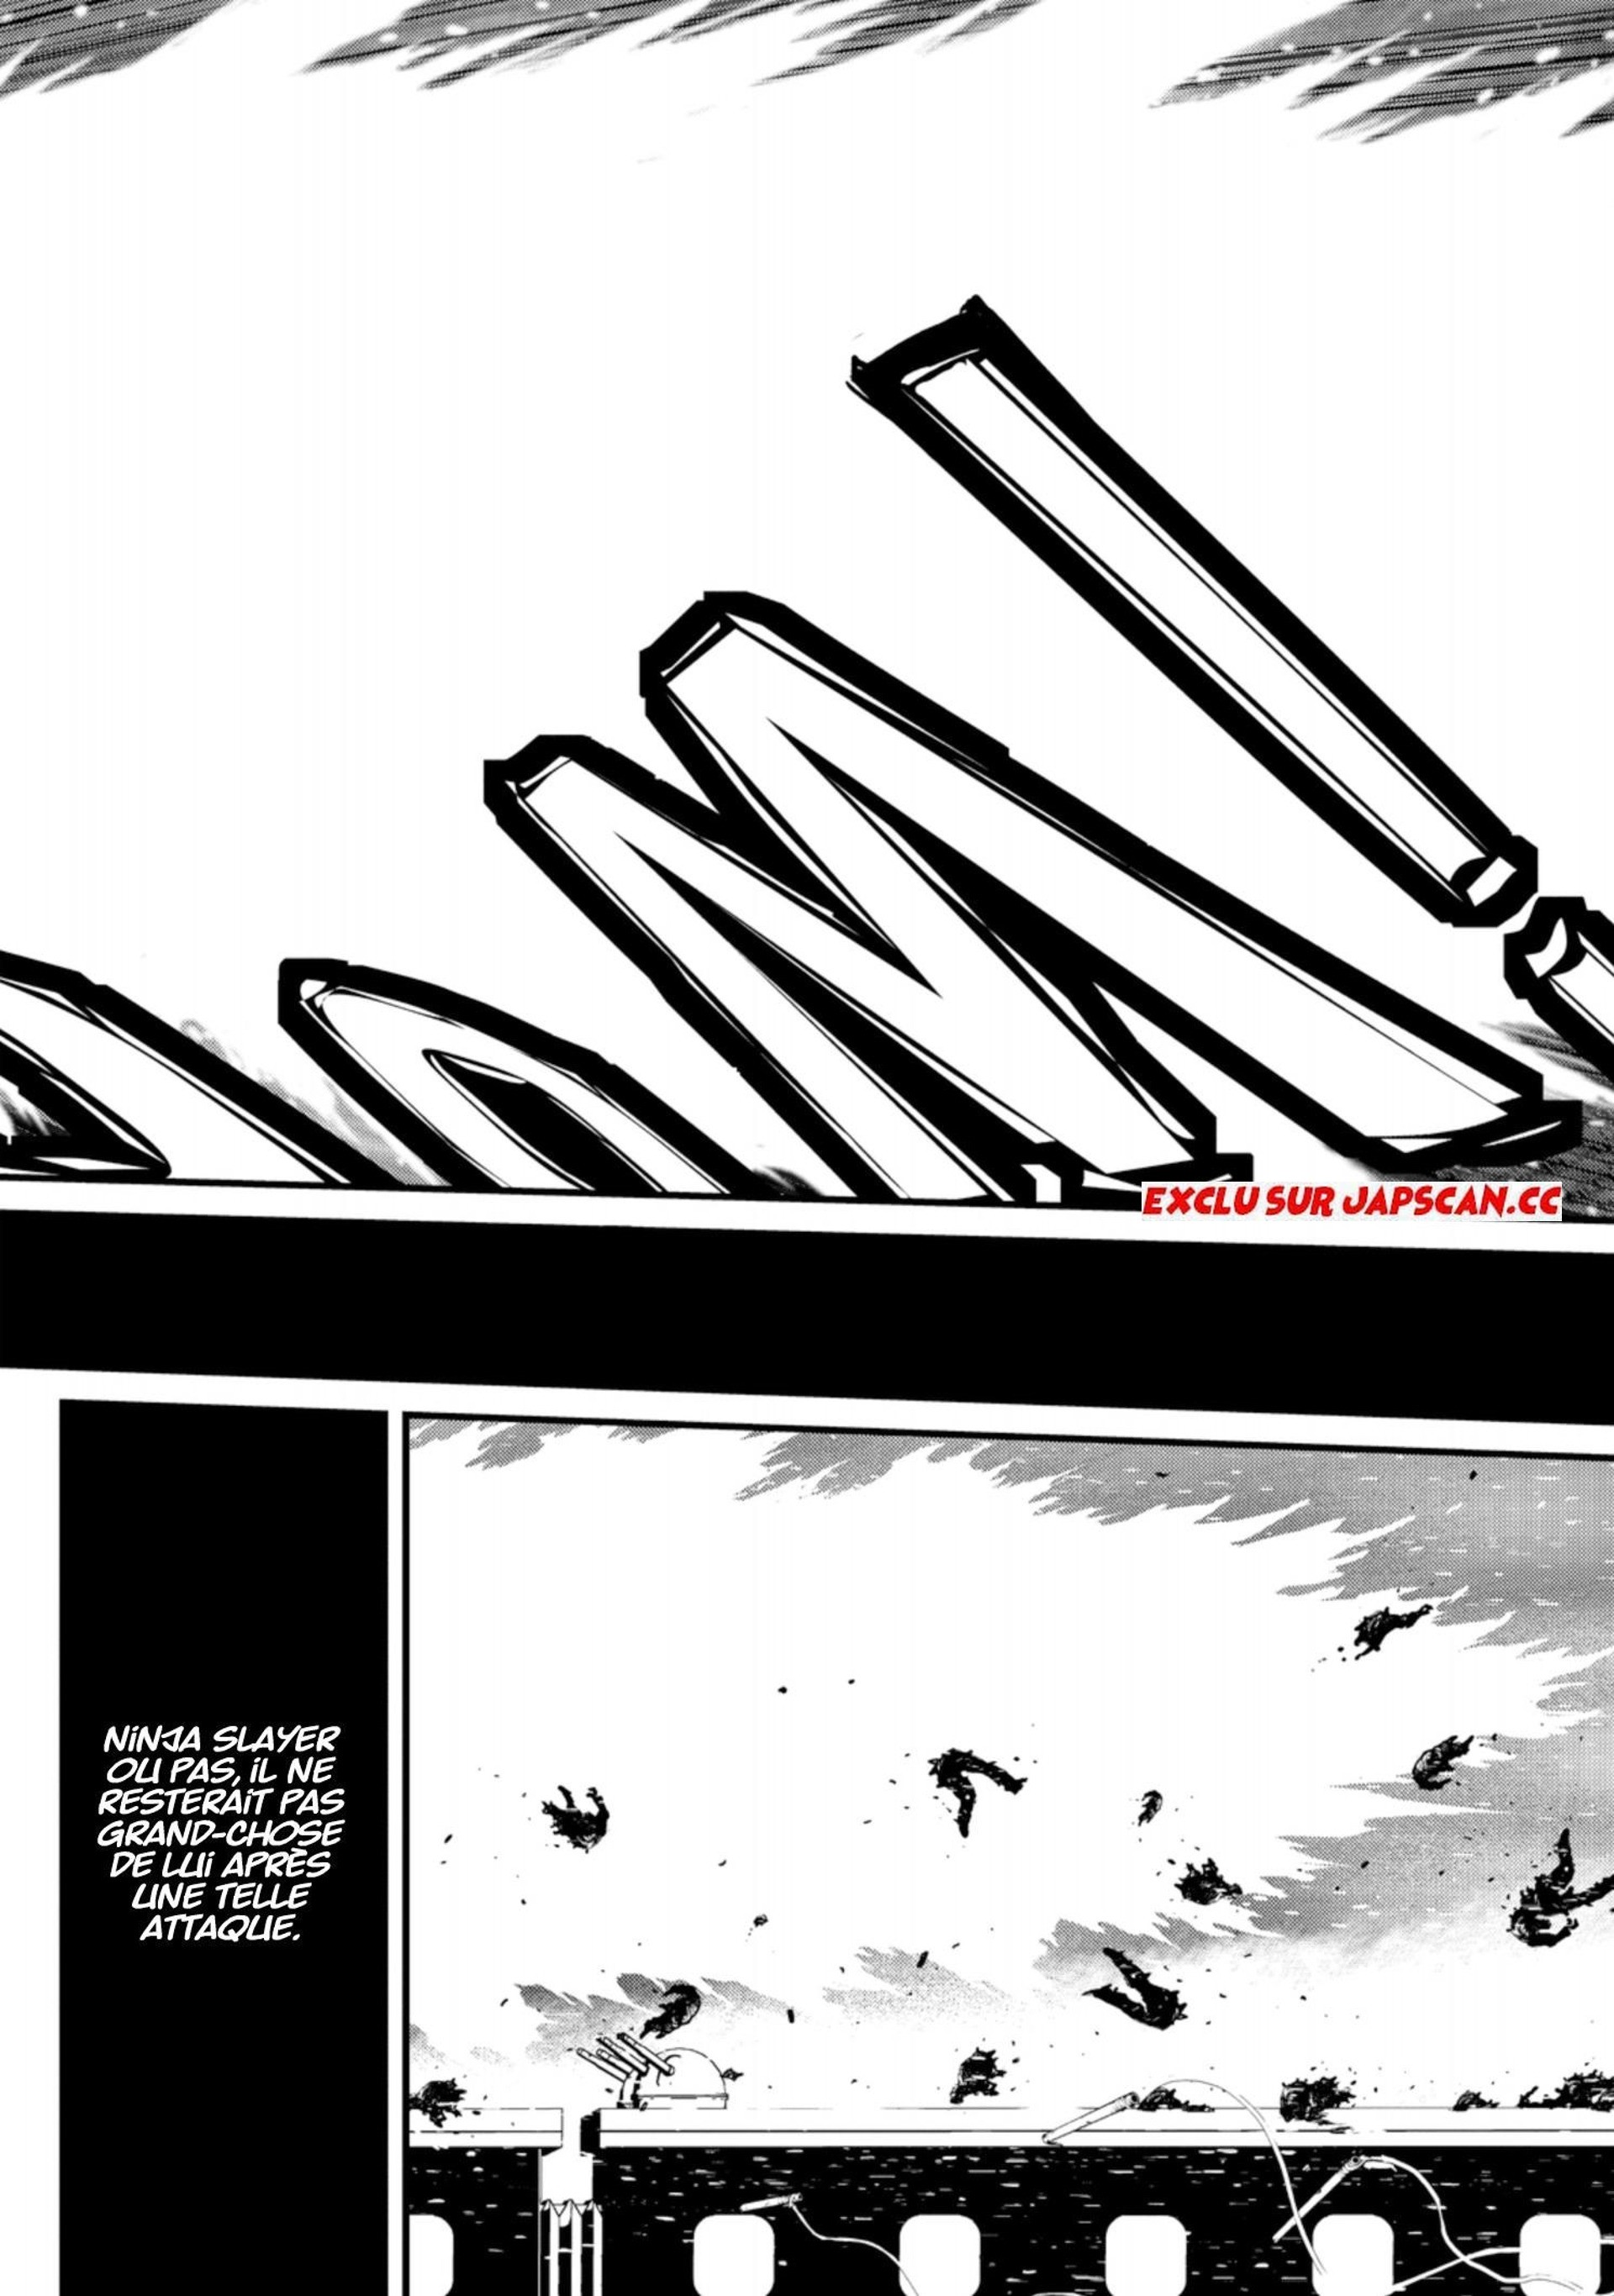 BOOM!
EXCLU SUR JAPSCAN.CC
NINJA SLAYER
OU PAS, IL NE
RESTERAIT PAS
GRAND-CHOSE
DE LUI APRÈS
UNE TELLE
ATTAQUE.